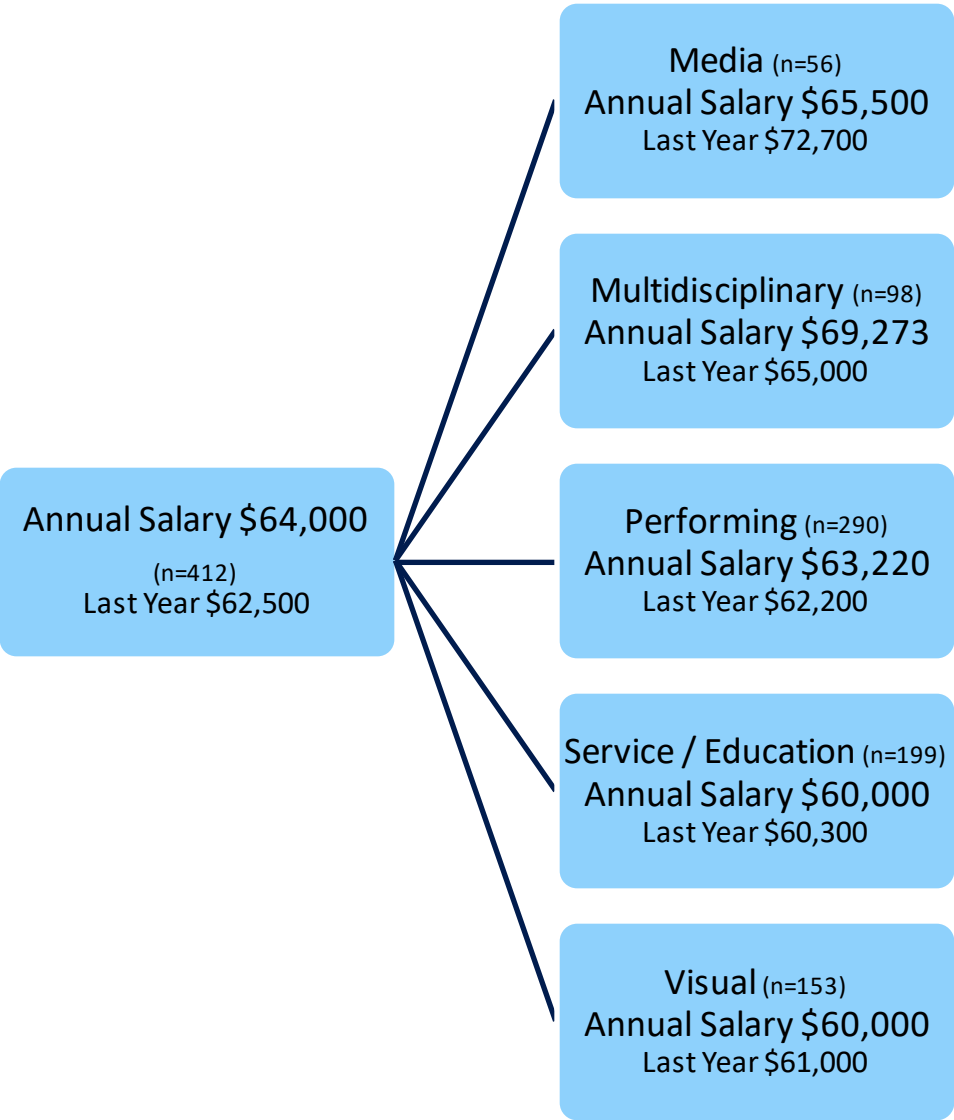 Media (n=56)
Annual Salary $65,500
Last Year $72,700
Multidisciplinary (n=98)
Annual Salary $69,273
Last Year $65,000
Annual Salary $64,000
(n=412)
Last Year $62,500
Performing (n=290)
Annual Salary $63,220
Last Year $62,200
Service / Education (n=199)
Annual Salary $60,000
Last Year $60,300
Visual (n=153)
Annual Salary $60,000
Last Year $61,000